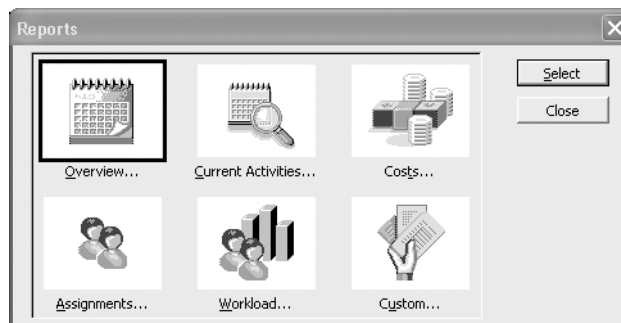 Reports
Select
Close
Overview...
Current Activities...
Costs...
Assignments...
Workload...
Custom...